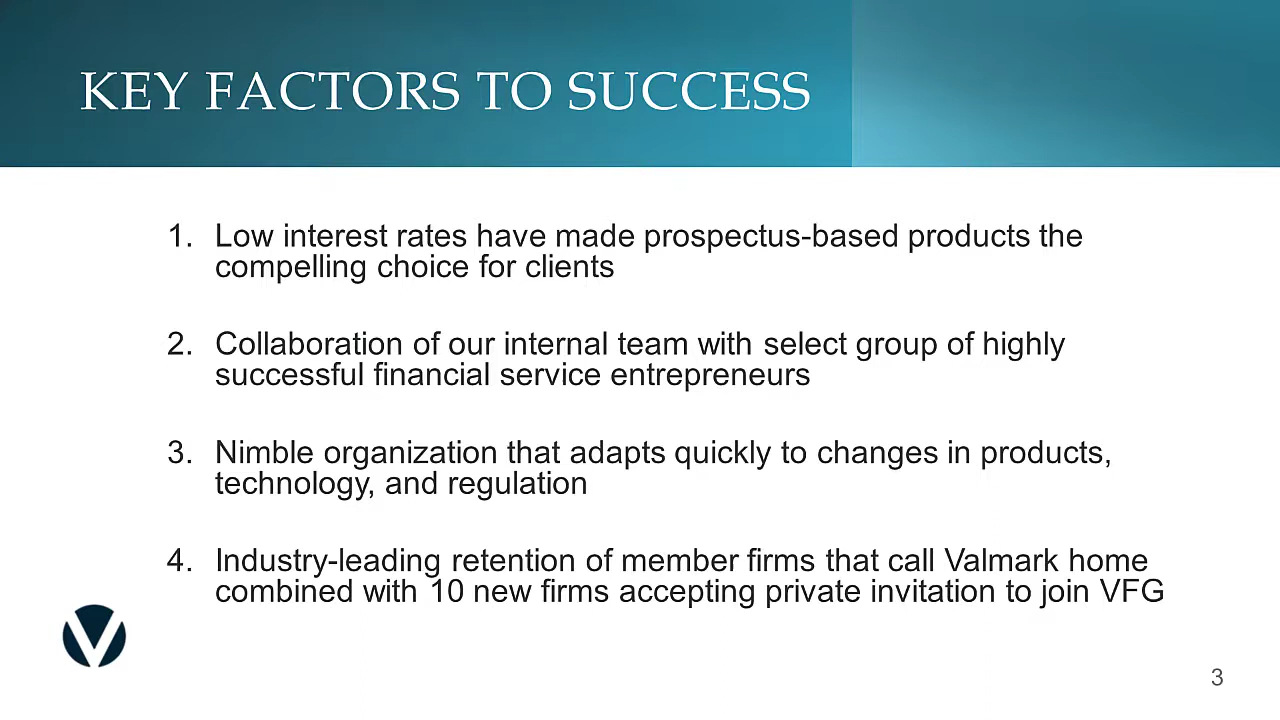 KEY FACTORS TO SUCCESS
1. Low interest rates have made prospectus-based products the
compelling choice for clients
2. Collaboration of our internal team with select group of highly
successful financial service entrepreneurs
3. Nimble organization that adapts quickly to changes in products,
technology, and regulation
4. Industry-leading retention of member firms that call Valmark home
combined with 10 new firms accepting private invitation to join VFG
V
3